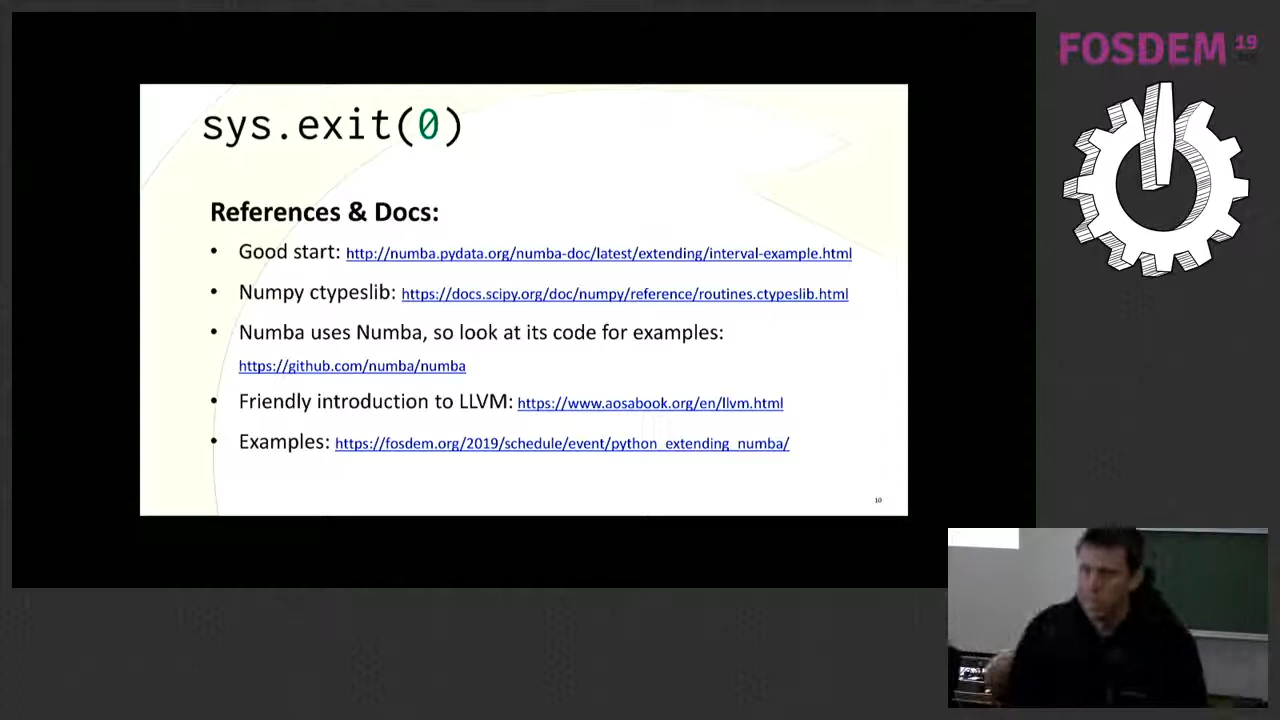 sys.exit(0)
References & Docs:
• Good start: http://numba.pydata.org/numba-doc/latest/extending/interval-example.html
• Numpy ctypeslib: https://docs.scipy.org/doc/numpy/reference/routines.ctypeslib.html
• Numba uses Numba, so look at its code for examples:
https://github.com/numba/numba
• Friendly introduction to LLVM: https://www.aosabook.org/en/llvm.html
• Examples: https://fosdem.org/2019/schedule/event/python_extending_numba/
10
FOSDEM 19